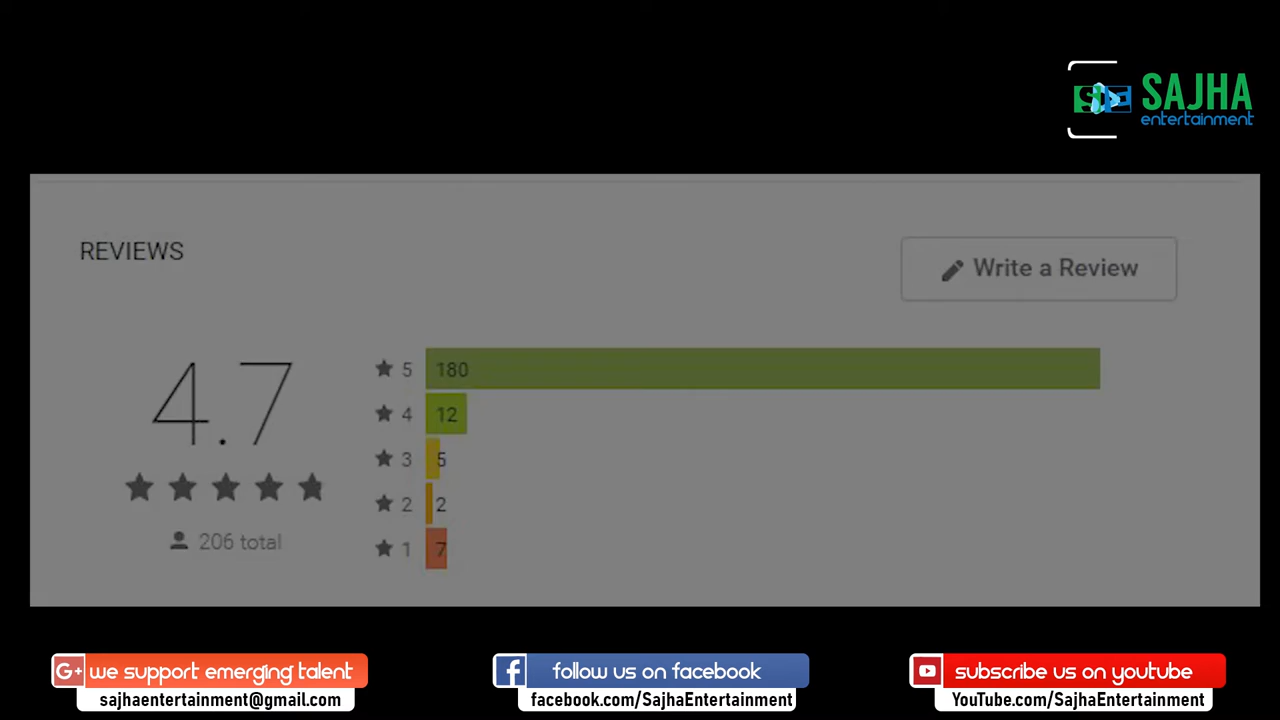 SE SAJHA
entertainment
REVIEWS
Write a Review
4.7
206 total
5 180
4 12
3 5
2 2
1 7
G+ we support emerging talent
sajhaentertainment@gmail.com
f follow us on facebook
facebook.com/SajhaEntertainment
subscribe us on youtube
YouTube.com/SajhaEntertainment